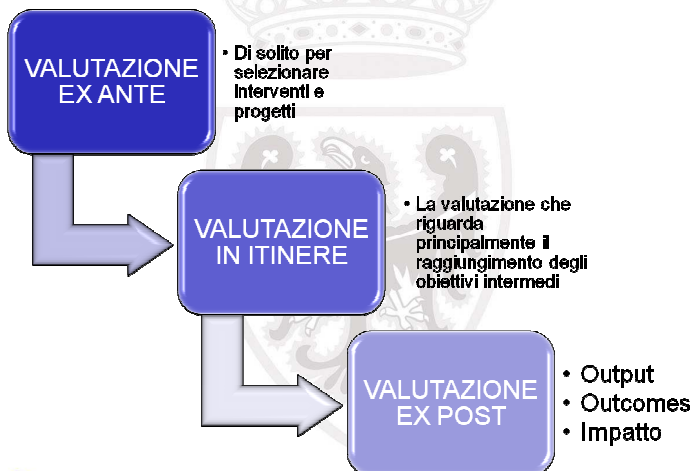 VALUTAZIONE
EX ANTE
• Di solito per
selezionare
interventi e
progetti
VALUTAZIONE
IN ITINERE
• La valutazione che
riguarda
principalmente il
raggiungimento degli
obiettivi intermedi
VALUTAZIONE
EX POST
• Output
• Outcomes
• Impatto